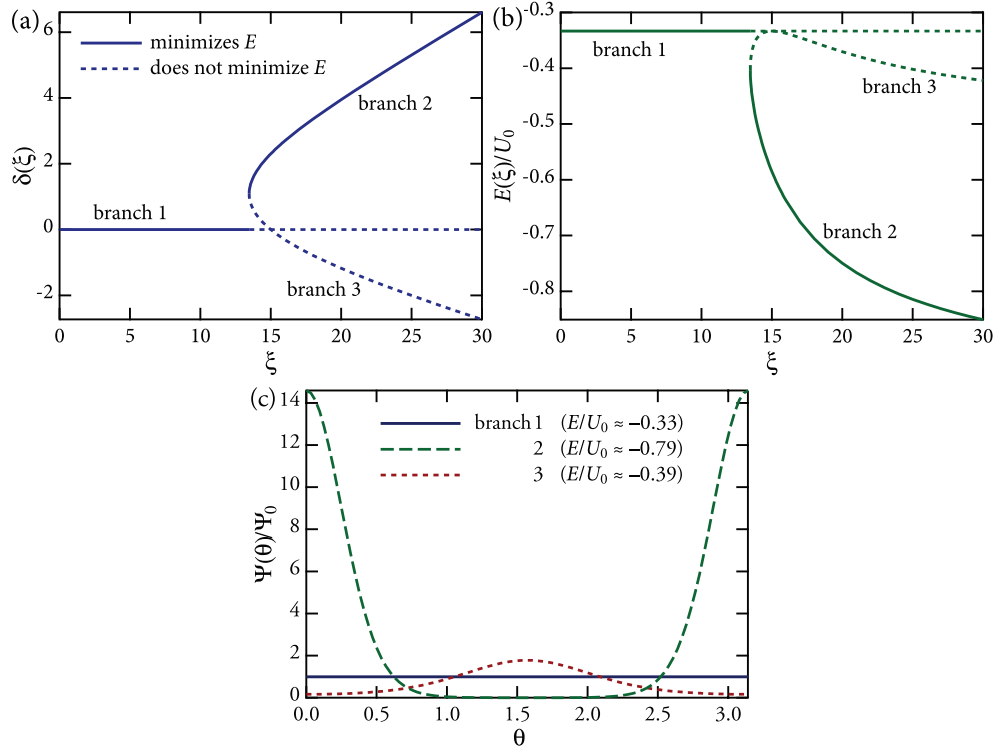 (a)
6
4
2
0
-2
δ(ξ)
minimizes E
does not minimize E
branch 2
branch 1
branch 3
0 5 10 15 20 25 30
ξ
(b)
-0.3
-0.4
-0.5
-0.6
-0.7
-0.8
E(ξ)/U₀
branch 1
branch 3
branch 2
0 5 10 15 20 25 30
ξ
(c)
14
12
10
8
6
4
2
0
Ψ(θ)/Ψ₀
branch 1 (E/U₀ ≈ −0.33)
2 (E/U₀ ≈ −0.79)
3 (E/U₀ ≈ −0.39)
0.0 0.5 1.0 1.5 2.0 2.5 3.0
θ